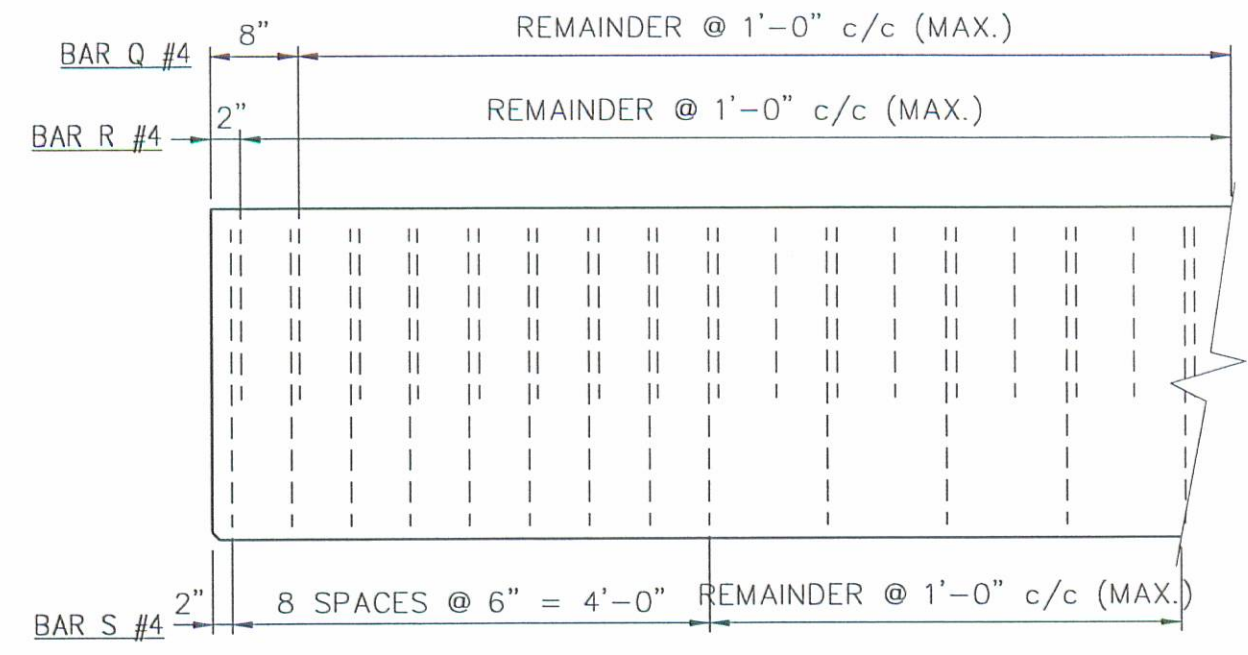 8" REMAINDER @ 1'-0" c/c (MAX.)
BAR Q #4
2" REMAINDER @ 1'-0" c/c (MAX.)
BAR R #4
2" 8 SPACES @ 6" = 4'-0" REMAINDER @ 1'-0" c/c (MAX.)
BAR S #4